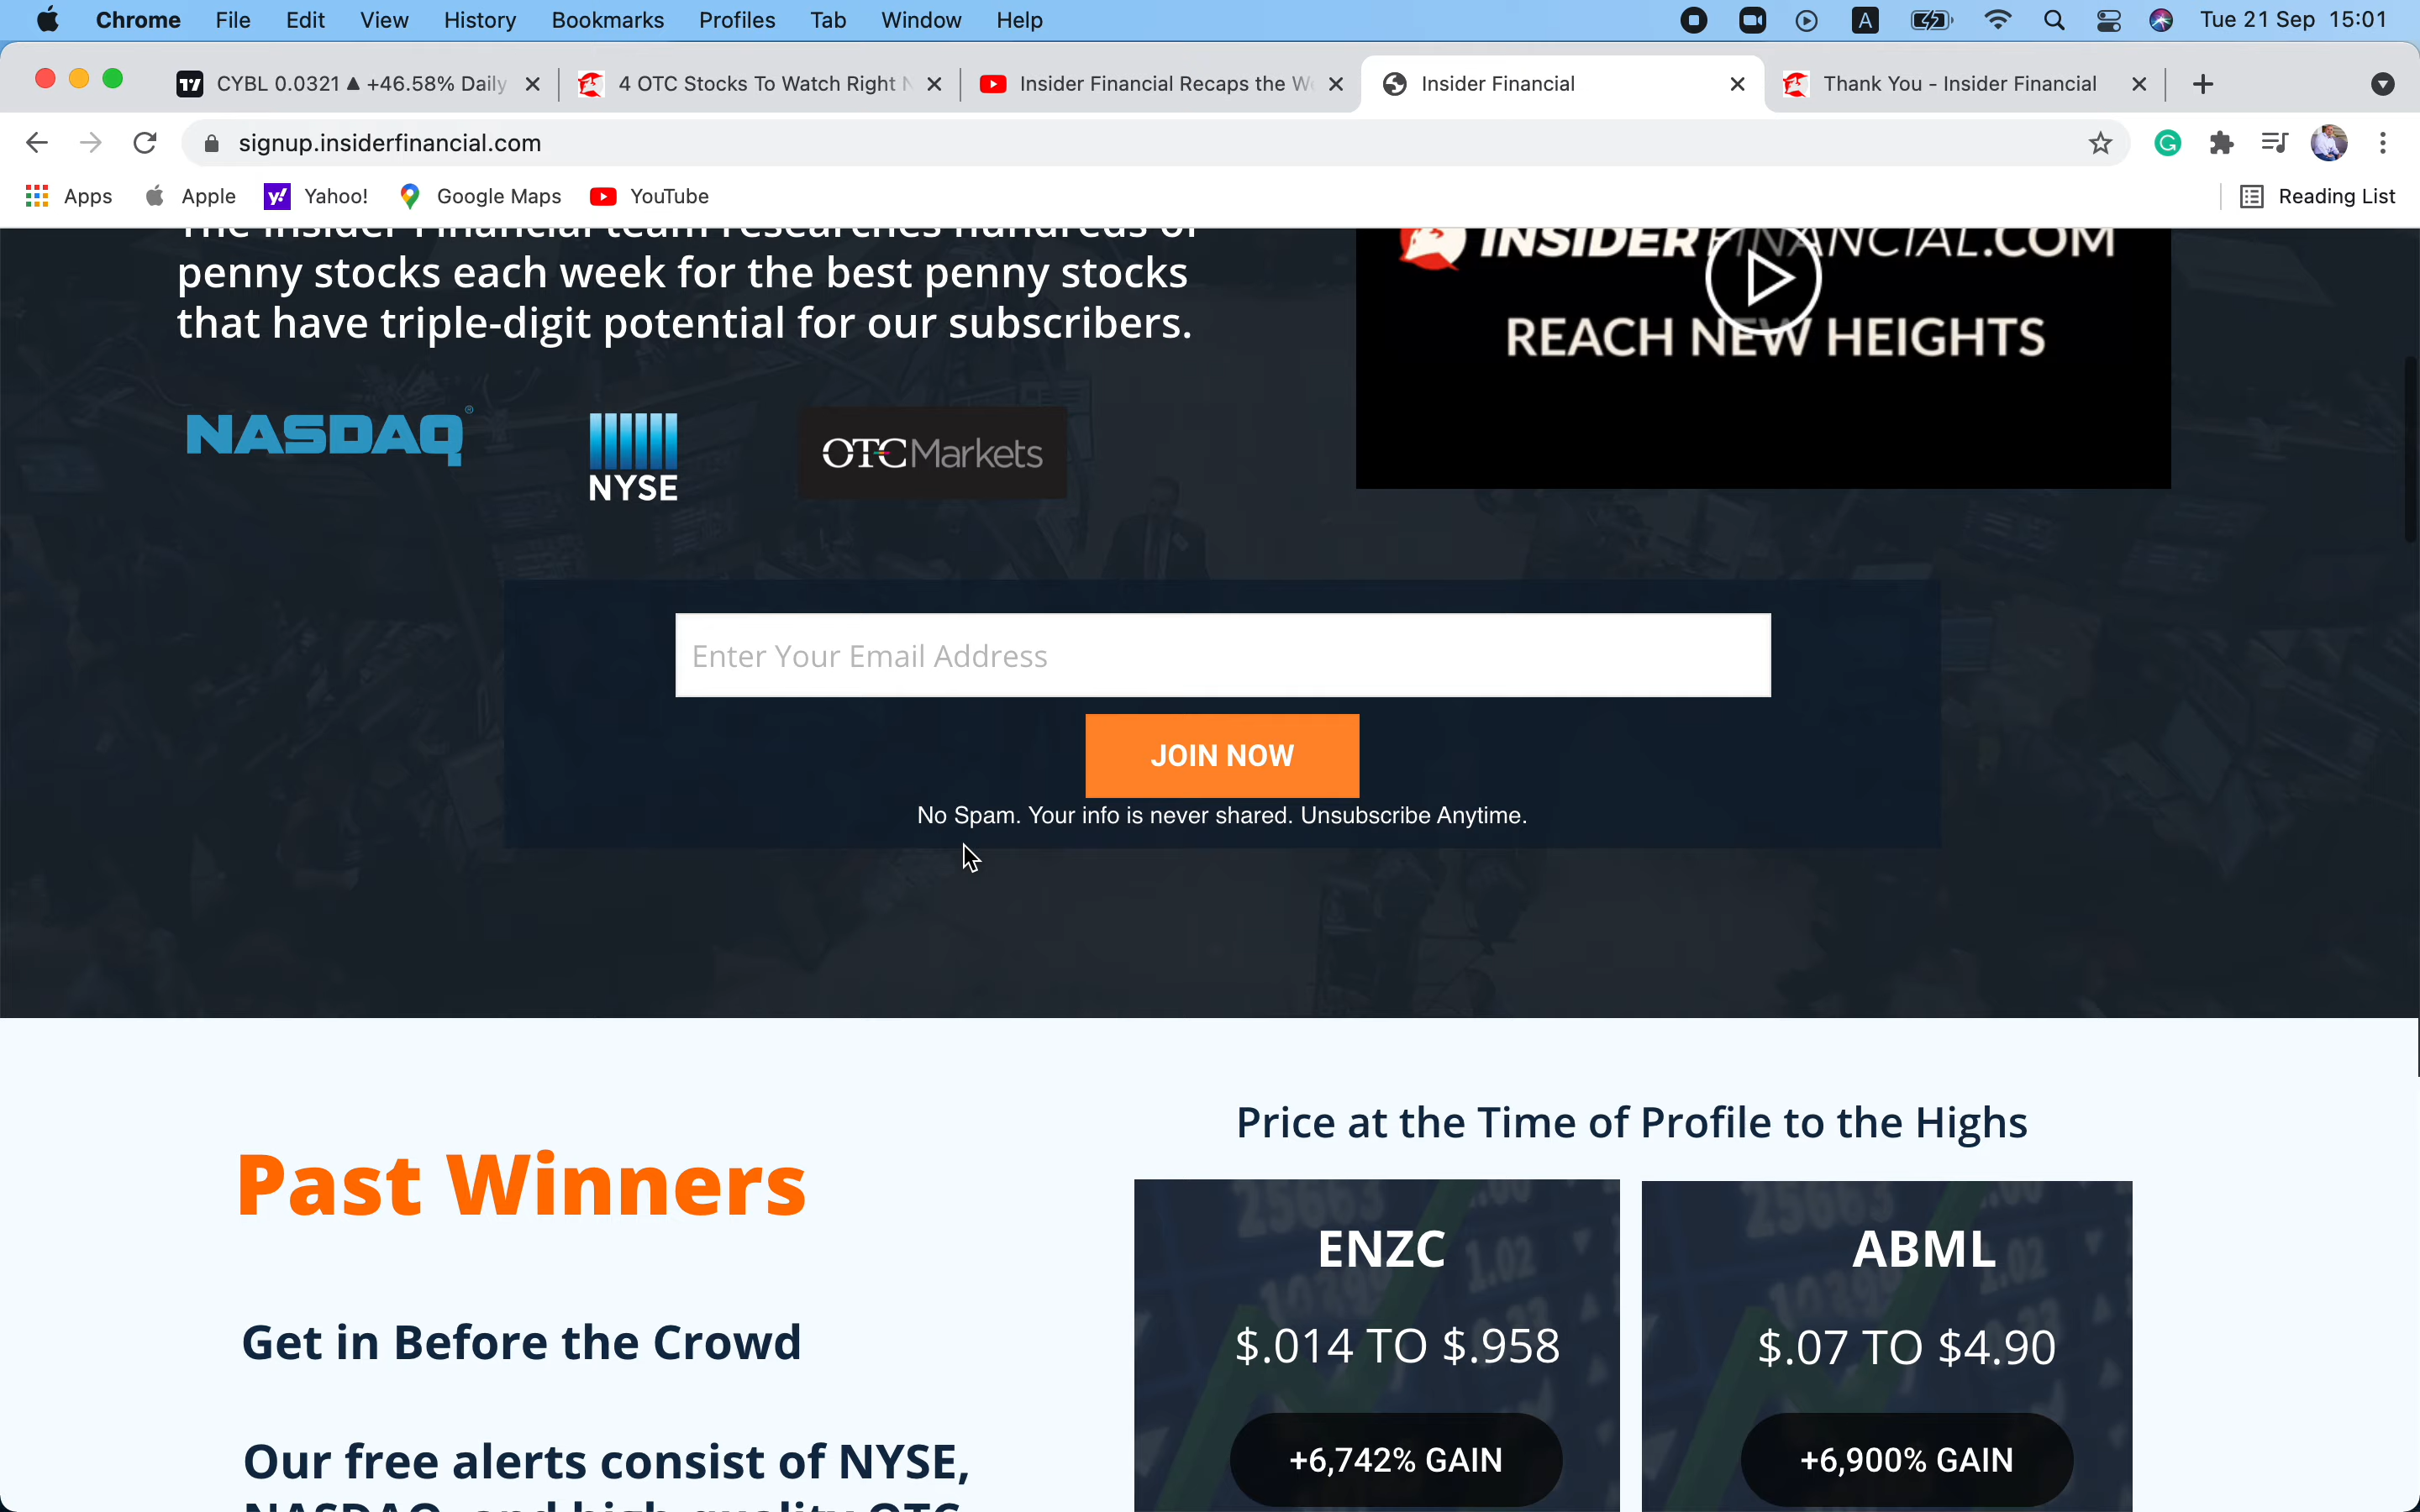 Chrome File Edit View History Bookmarks Profiles Tab Window Help A Tue 21 Sep 15:01
CYBL 0.0321 ▲ +46.58% Daily 4 OTC Stocks To Watch Right N Insider Financial Recaps the We Insider Financial Thank You - Insider Financial
signup.insiderfinancial.com
Apps Apple Yahoo! Google Maps YouTube Reading List
The Insider Financial team researches hundreds of
penny stocks each week for the best penny stocks
that have triple-digit potential for our subscribers.
INSIDERFINANCIAL.COM
REACH NEW HEIGHTS
NASDAQ®
NYSE
OTC Markets
Enter Your Email Address
JOIN NOW
No Spam. Your info is never shared. Unsubscribe Anytime.
Past Winners
Get in Before the Crowd
Our free alerts consist of NYSE,
NASDAQ, and high quality OTC
Price at the Time of Profile to the Highs
ENZC
$.014 TO $.958
+6,742% GAIN
ABML
$.07 TO $4.90
+6,900% GAIN